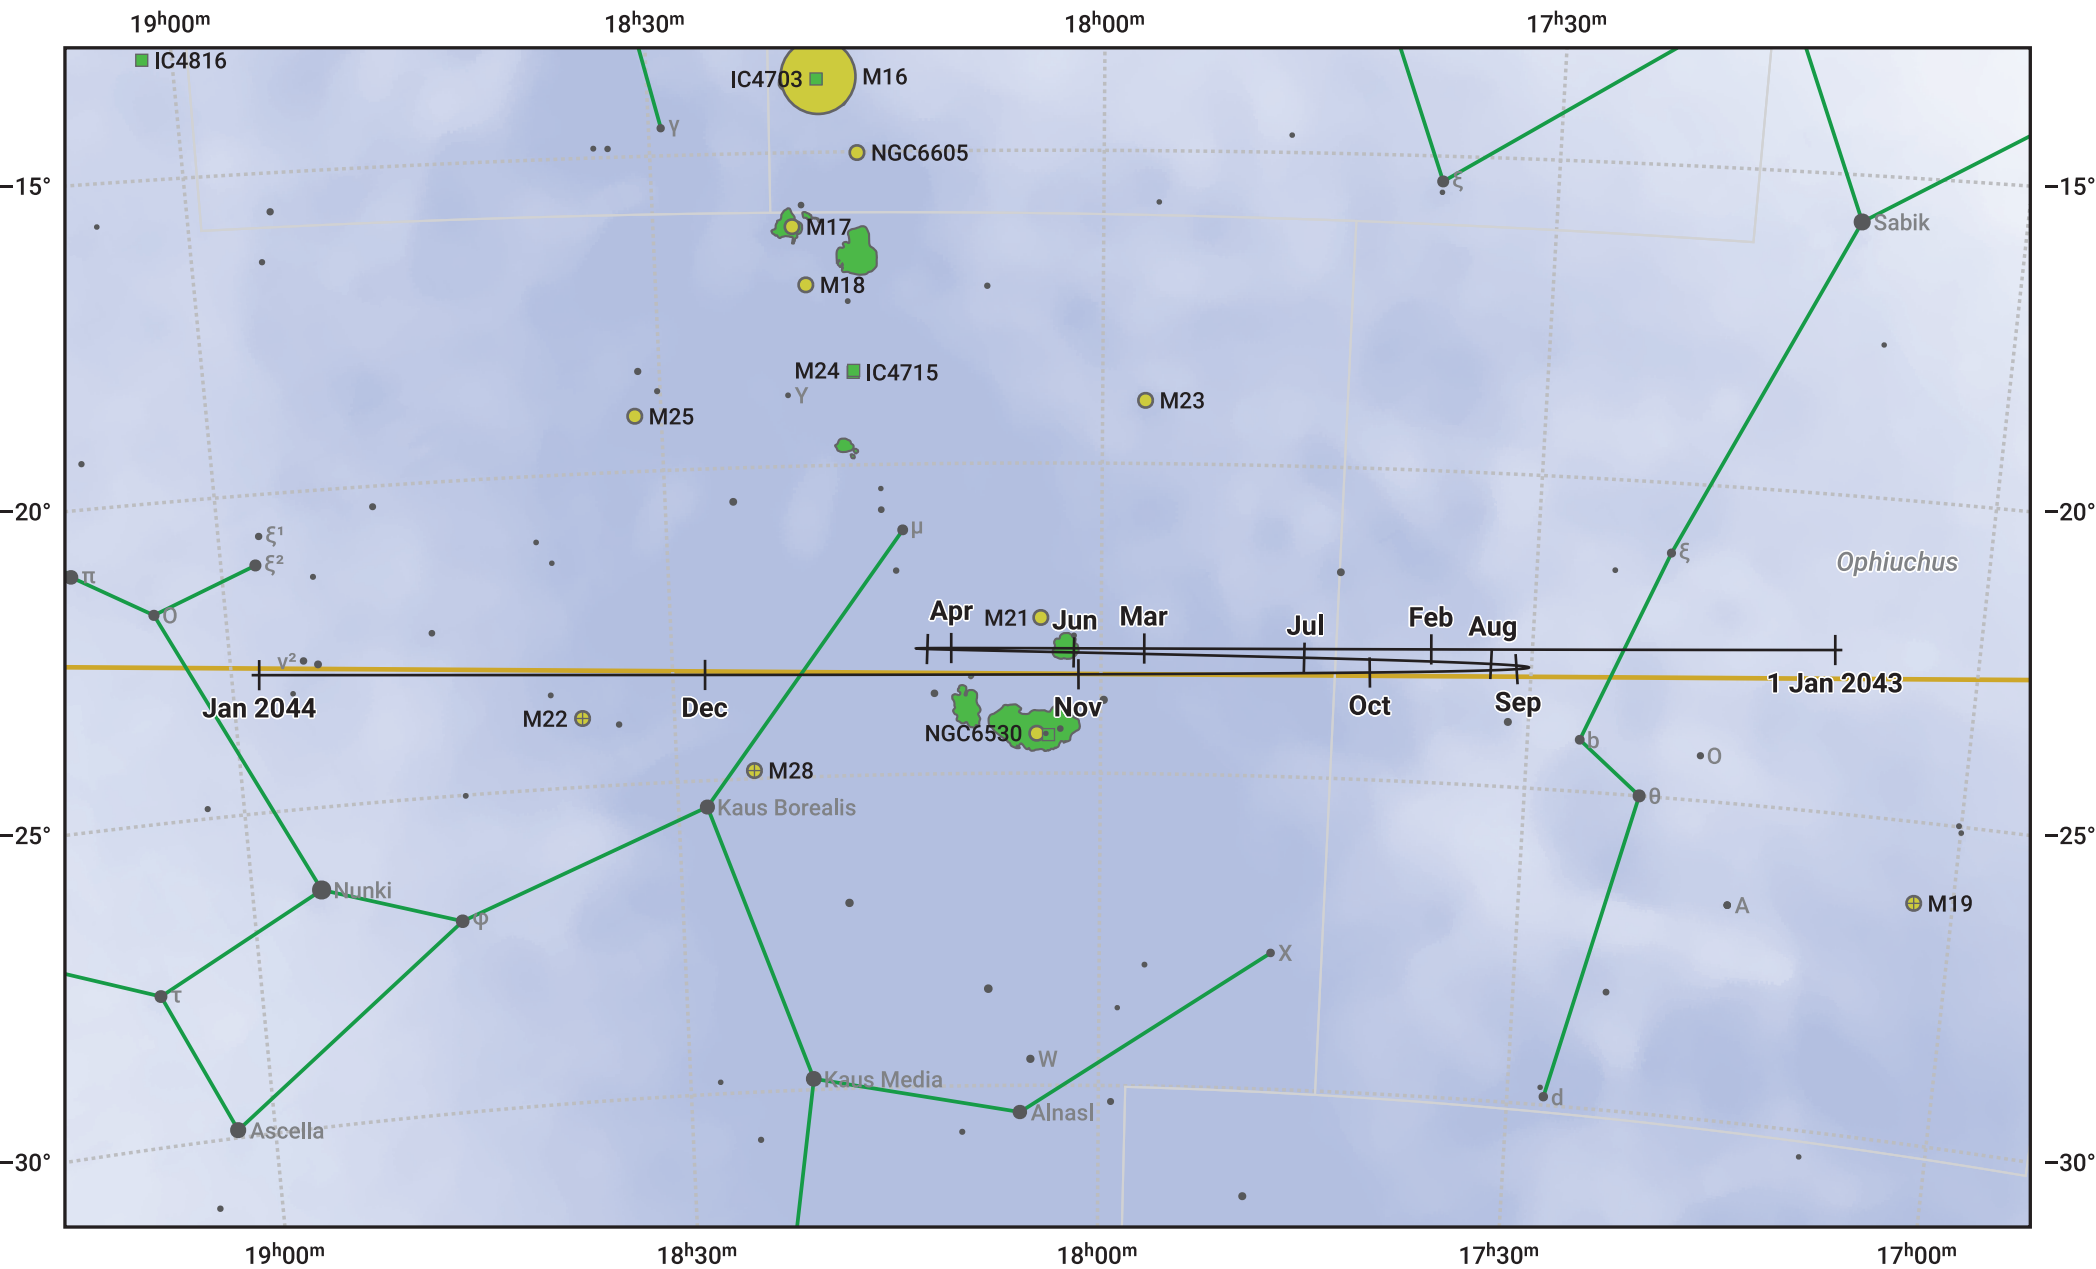 19h00m 18h30m 18h00m 17h30m
IC4816
IC4703 M16
γ
NGC6605
−15° −15°
ζ
Sabik
M17
M18
M24 IC4715
Y
M25
M23
−20° −20°
μ
ξ¹
ξ²
ξ
Ophiuchus
π
ο
Apr M21 Jun Mar Jul Feb Aug
ν²
Jan 2044 Dec Nov Oct Sep 1 Jan 2043
M22
NGC6530
b
O
M28
θ
Kaus Borealis
−25° −25°
Nunki
φ
A
M19
X
τ
W
Kaus Media
d
Alnasl
Ascella
−30° −30°
19h00m 18h30m 18h00m 17h30m 17h00m